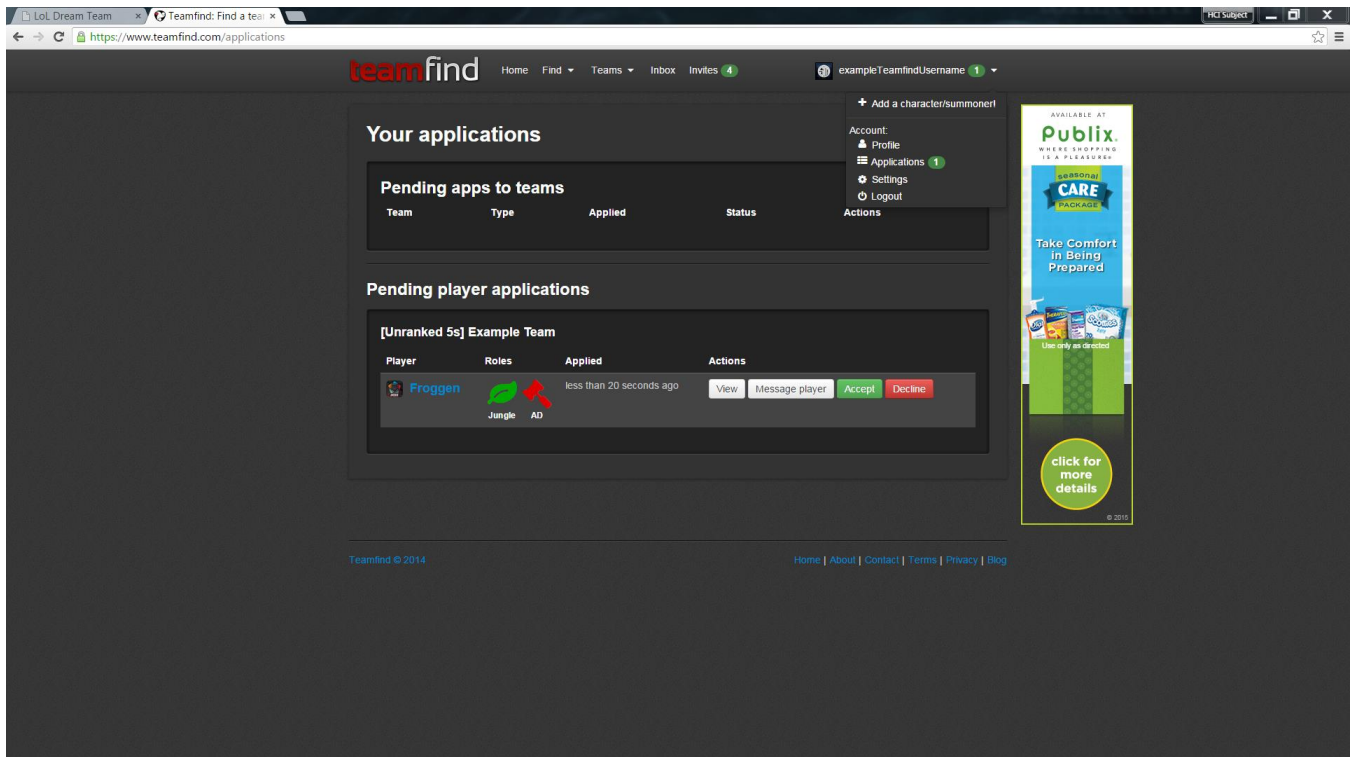 LoL Dream Team
Teamfind: Find a tea
HCI Subject
https://www.teamfind.com/applications
teamfind Home Find Teams Inbox Invites 4 exampleTeamfindUsername 1
+ Add a character/summoner!
Account:
Profile
Applications 1
Settings
Logout
Your applications
Pending apps to teams
Team Type Applied Status Actions
Pending player applications
[Unranked 5s] Example Team
Player Roles Applied Actions
Froggen less than 20 seconds ago View Message player Accept Decline
Jungle AD
AVAILABLE AT
Publix.
WHERE SHOPPING
IS A PLEASURE®
seasonal
CARE
PACKAGE
Take Comfort
in Being
Prepared
Scotties
Use only as directed
click for
more
details
© 2015
Teamfind © 2014 Home | About | Contact | Terms | Privacy | Blog